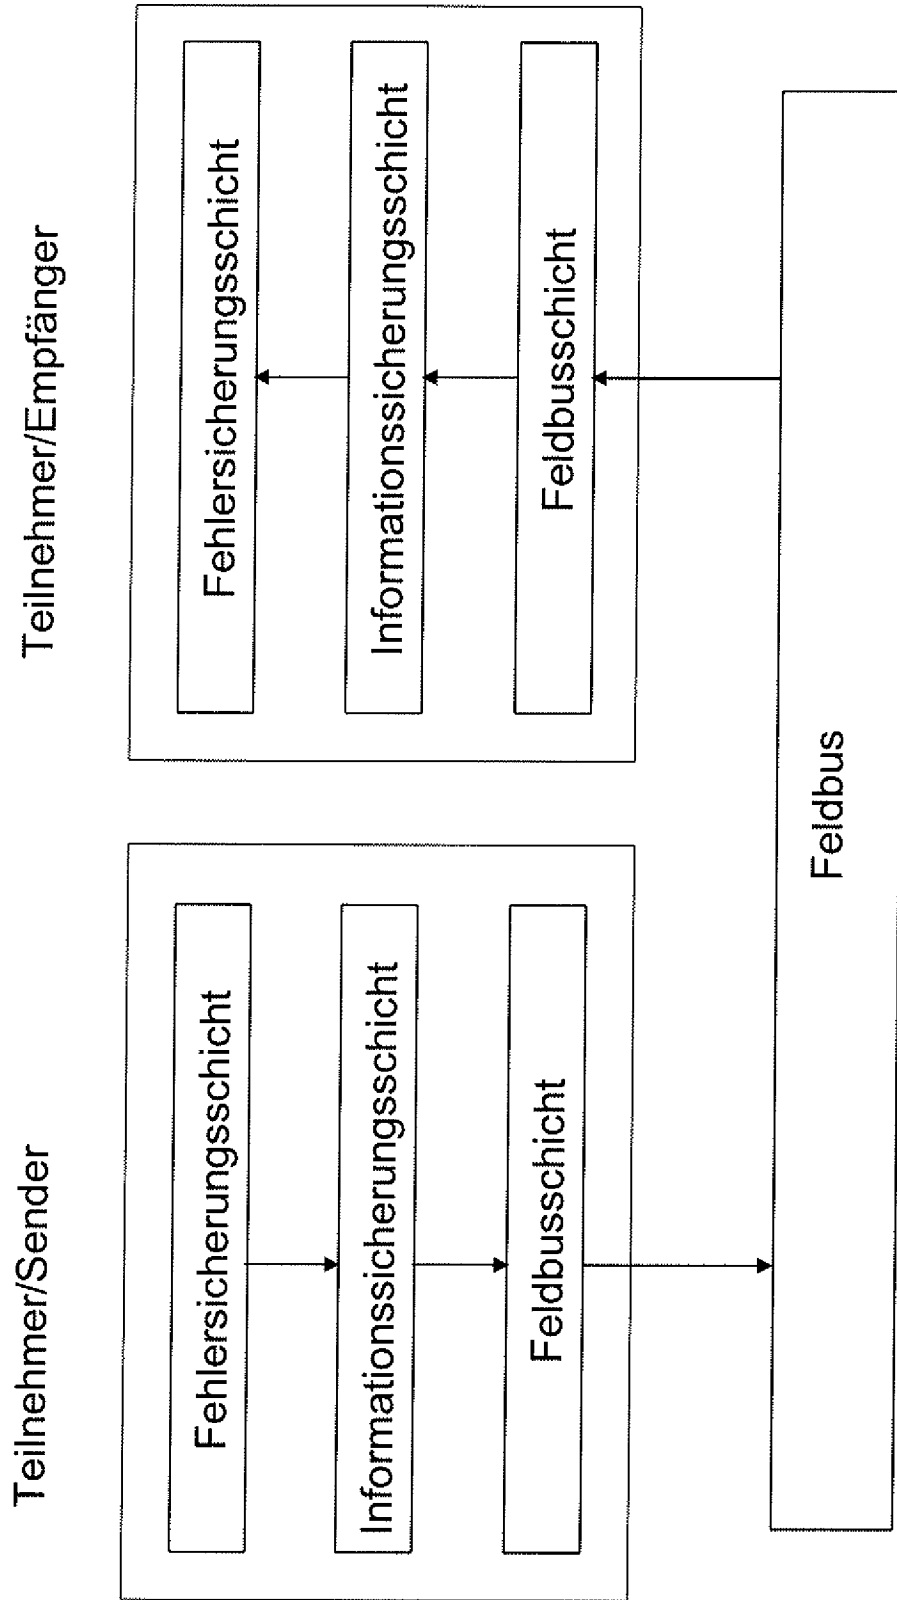 Teilnehmer/Sender
Fehlersicherungsschicht
Informationssicherungsschicht
Feldbusschicht
Teilnehmer/Empfänger
Fehlersicherungsschicht
Informationssicherungsschicht
Feldbusschicht
Feldbus